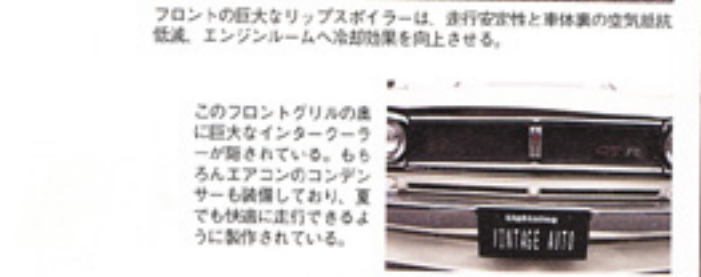 フロントの巨大なリップスポイラーは、走行安定性と車体裏の空気抵抗
低減、エンジンルームへ冷却効果を向上させる。
このフロントグリルの奥
に巨大なインタークーラ
ーが隠されている。もち
ろんエアコンのコンデン
サーも装備しており、夏
でも快適に走行できるよ
うに製作されている。
GT-R
Lightning
VINTAGE AUTO